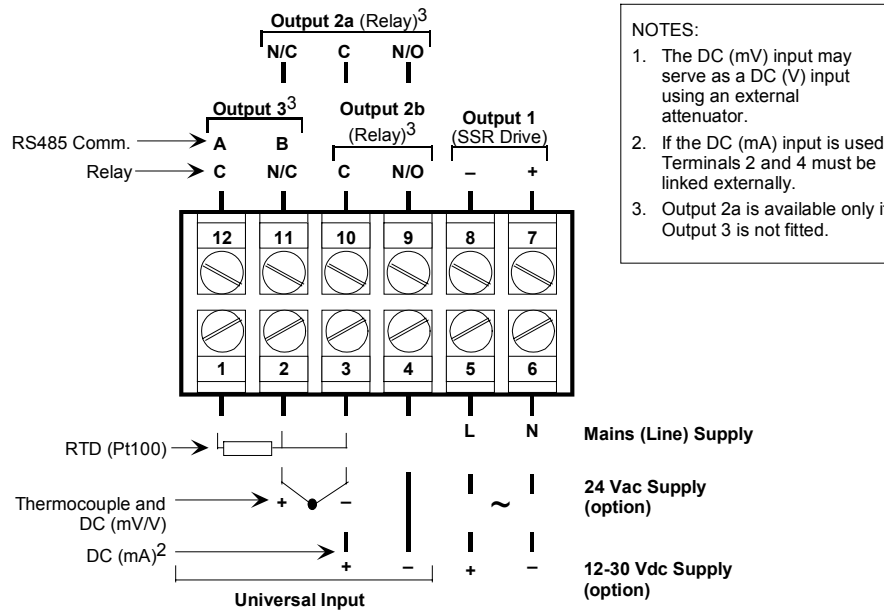 Output 2a (Relay)3
N/C C N/O
Output 33
Output 2b
(Relay)3
Output 1
(SSR Drive)
RS485 Comm. A B
Relay C N/C C N/O – +
12 11 10 9 8 7
1 2 3 4 5 6
L N Mains (Line) Supply
RTD (Pt100)
24 Vac Supply
(option)
Thermocouple and
DC (mV/V)
+ – ~
DC (mA)2
+ – + –
12-30 Vdc Supply
(option)
Universal Input
NOTES:
1. The DC (mV) input may
serve as a DC (V) input
using an external
attenuator.
2. If the DC (mA) input is used
Terminals 2 and 4 must be
linked externally.
3. Output 2a is available only
Output 3 is not fitted.